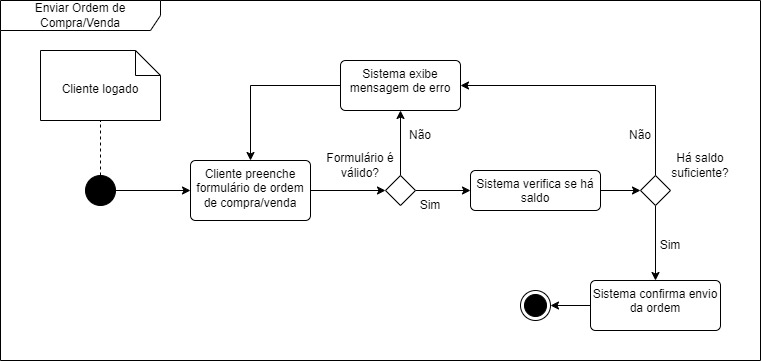 Enviar Ordem de
Compra/Venda
Cliente logado
Sistema exibe
mensagem de erro
Não
Não
Formulário é
válido?
Há saldo
suficiente?
Cliente preenche
formulário de ordem
de compra/venda
Sim
Sistema verifica se há
saldo
Sim
Sistema confirma envio
da ordem